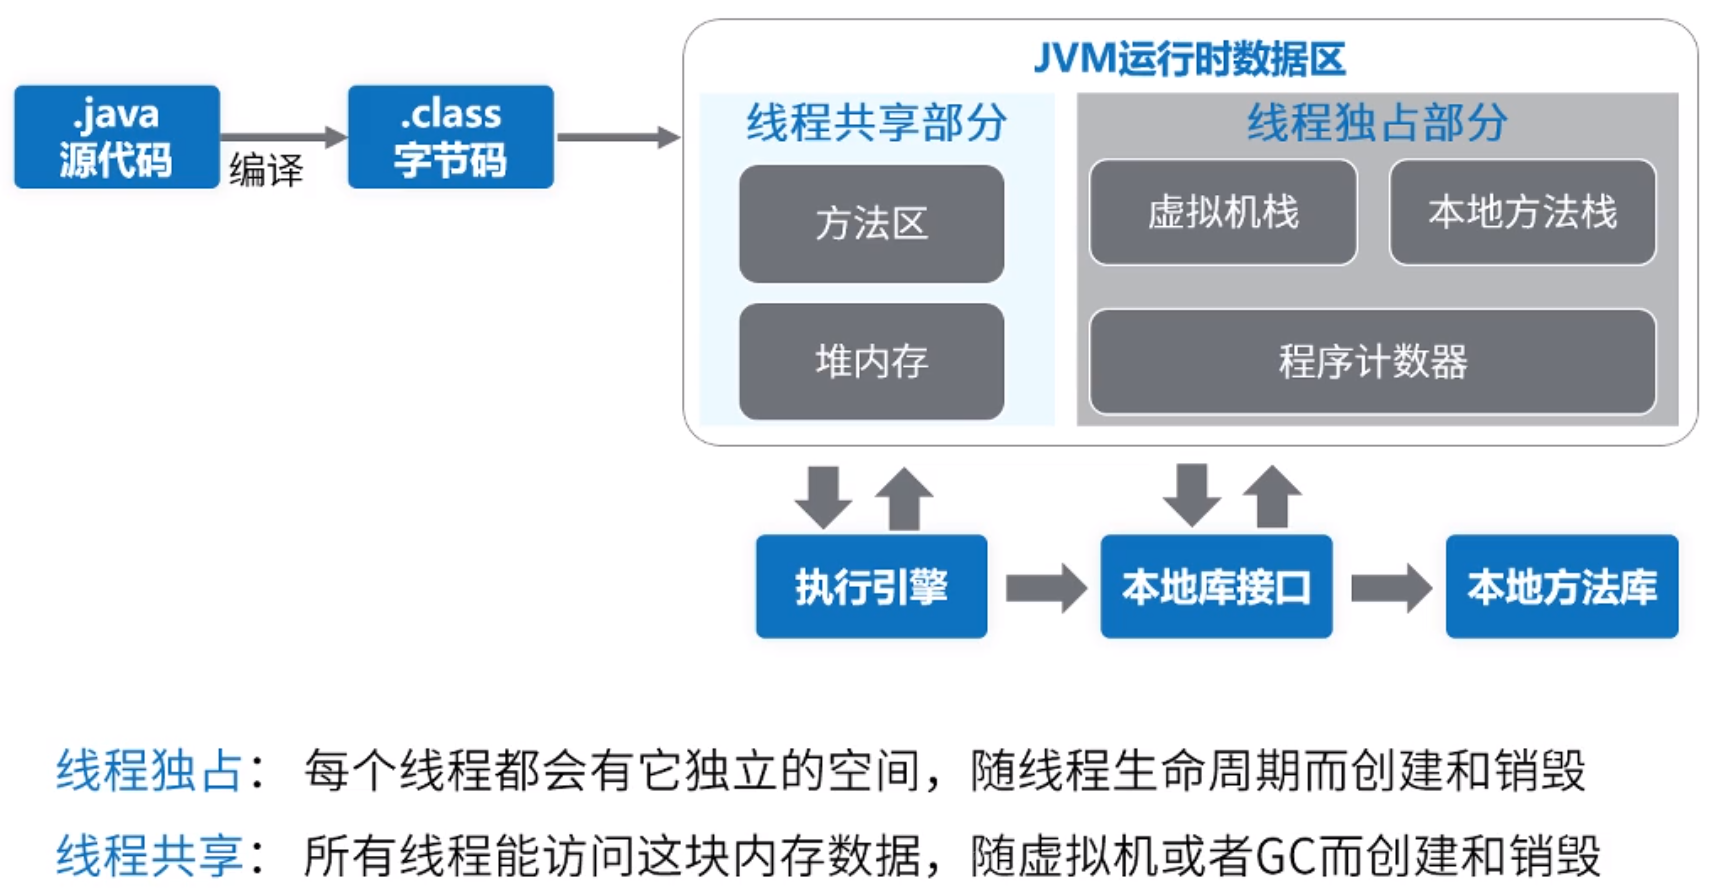 JVM运行时数据区
.java
源代码
编译
.class
字节码
线程共享部分
方法区
堆内存
线程独占部分
虚拟机栈
本地方法栈
程序计数器
执行引擎
本地库接口
本地方法库
线程独占： 每个线程都会有它独立的空间，随线程生命周期而创建和销毁
线程共享： 所有线程能访问这块内存数据，随虚拟机或者GC而创建和销毁